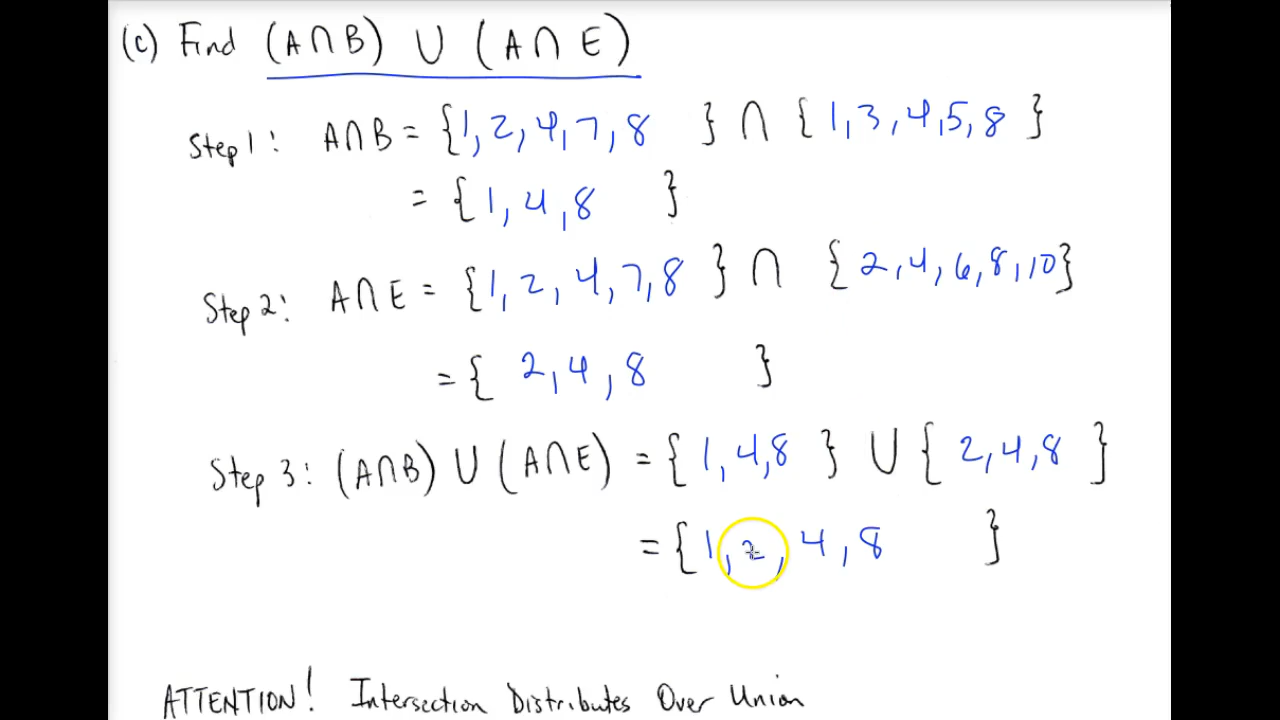 (c) Find (A∩B) ∪ (A∩E)
Step 1: A∩B = {1, 2, 4, 7, 8 } ∩ { 1, 3, 4, 5, 8 }
= { 1, 4, 8 }
Step 2: A∩E = {1, 2, 4, 7, 8 } ∩ { 2, 4, 6, 8, 10}
= { 2, 4, 8 }
Step 3: (A∩B) ∪ (A∩E) = { 1, 4, 8 } ∪ { 2, 4, 8 }
= { 1, 2, 4, 8 }
ATTENTION! Intersection Distributes Over Union